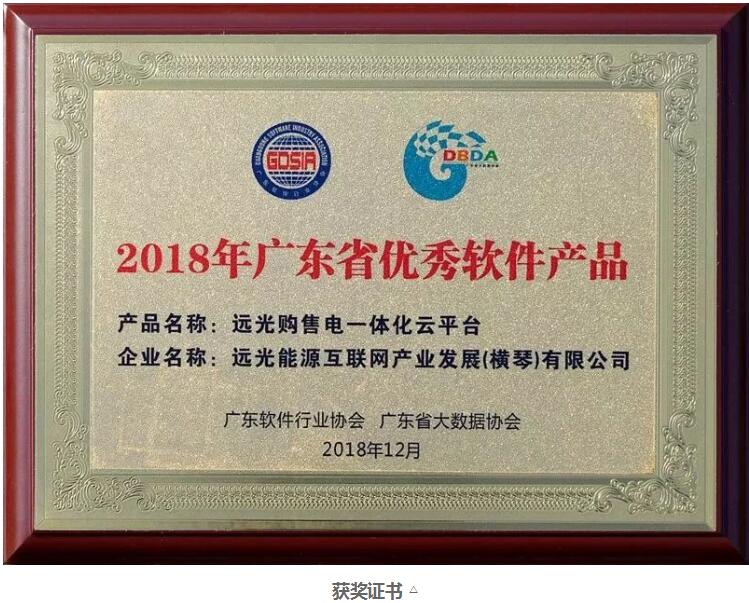 GUANGDONG SOFTWARE INDUSTRY ASSOCIATION
GDSIA
广东软件行业协会
DBDA
2018年广东省优秀软件产品
产品名称：远光购售电一体化云平台
企业名称：远光能源互联网产业发展(横琴)有限公司
广东软件行业协会 广东省大数据协会
2018年12月
获奖证书 △